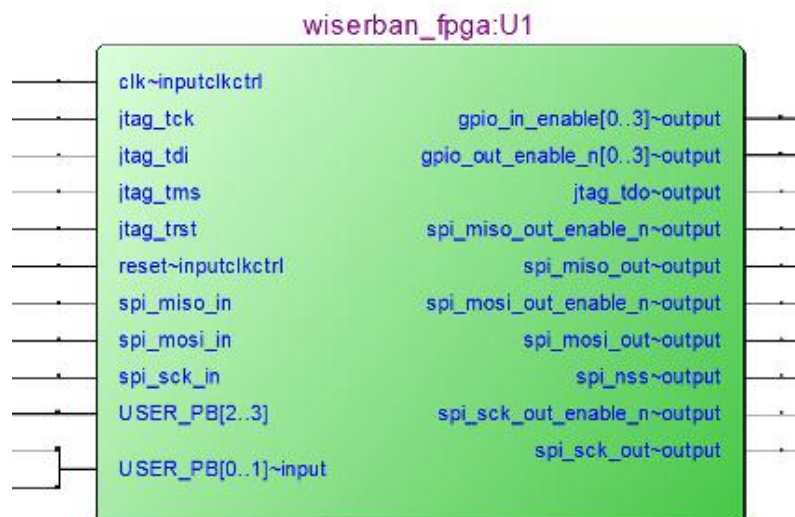 wiserban_fpga:U1
clk~inputclkctrl
jtag_tck
jtag_tdi
jtag_tms
jtag_trst
reset~inputclkctrl
spi_miso_in
spi_mosi_in
spi_sck_in
USER_PB[2..3]
USER_PB[0..1]~input
gpio_in_enable[0..3]~output
gpio_out_enable_n[0..3]~output
jtag_tdo~output
spi_miso_out_enable_n~output
spi_miso_out~output
spi_mosi_out_enable_n~output
spi_mosi_out~output
spi_nss~output
spi_sck_out_enable_n~output
spi_sck_out~output